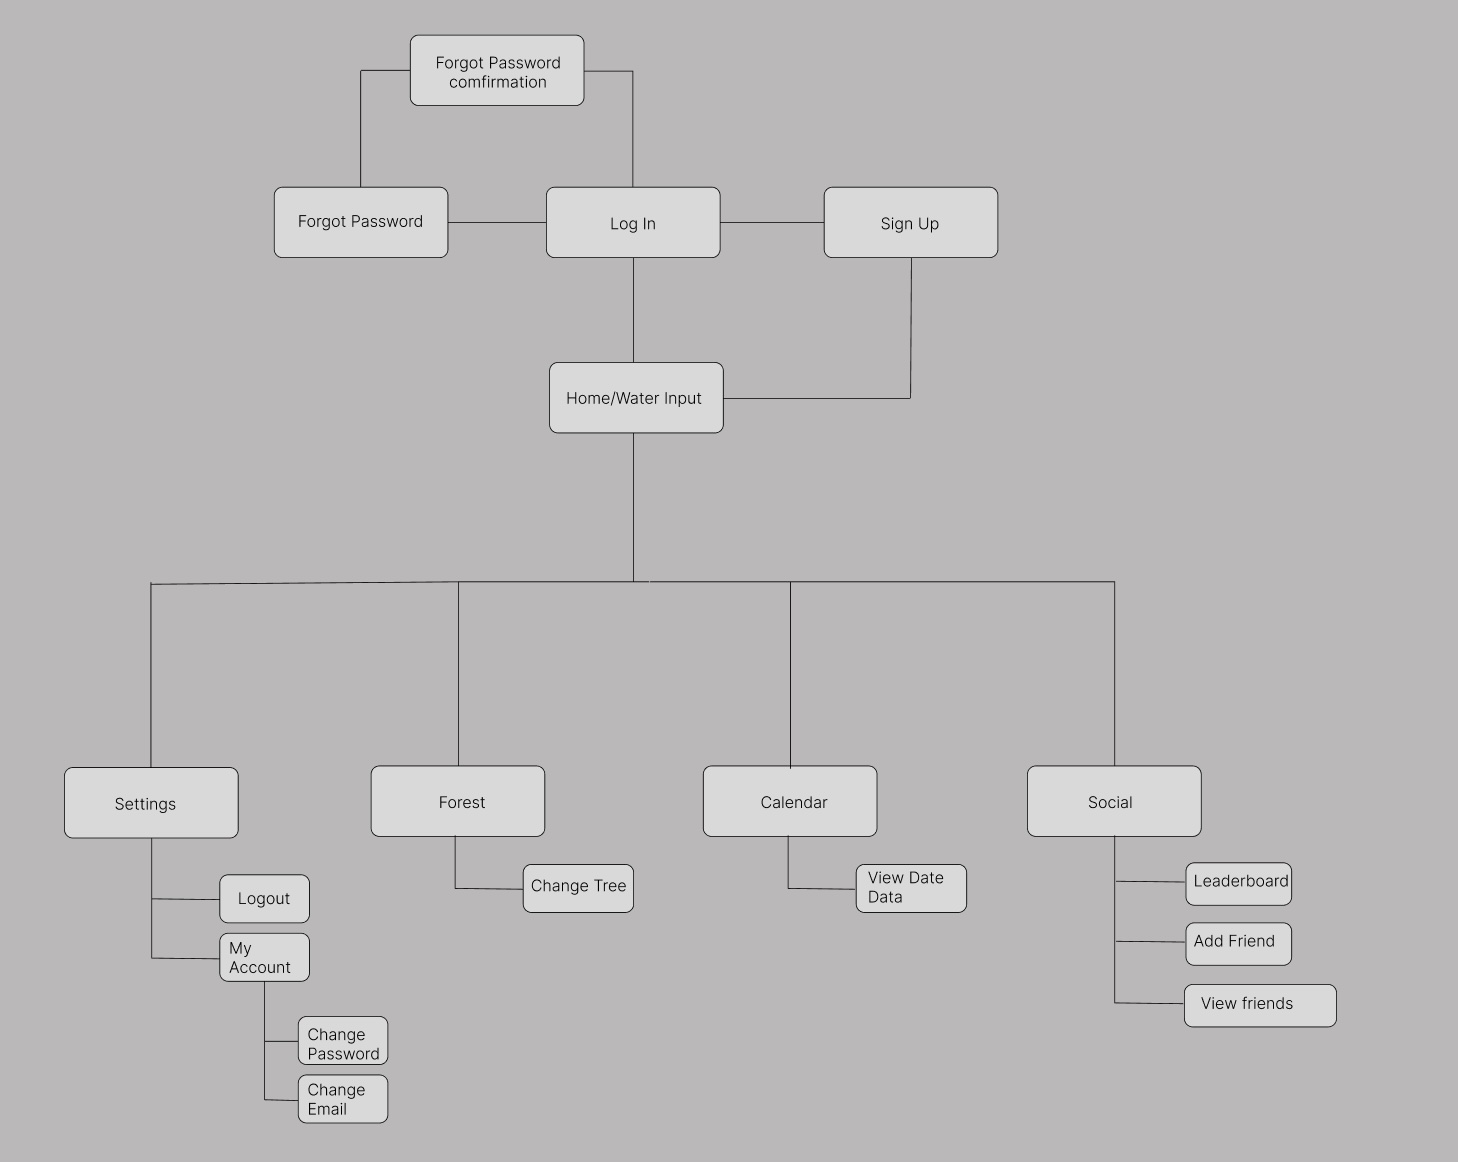 Forgot Password
comfirmation
Forgot Password
Log In
Sign Up
Home/Water Input
Settings
Forest
Calendar
Social
Logout
My
Account
Change
Password
Change
Email
Change Tree
View Date
Data
Leaderboard
Add Friend
View friends